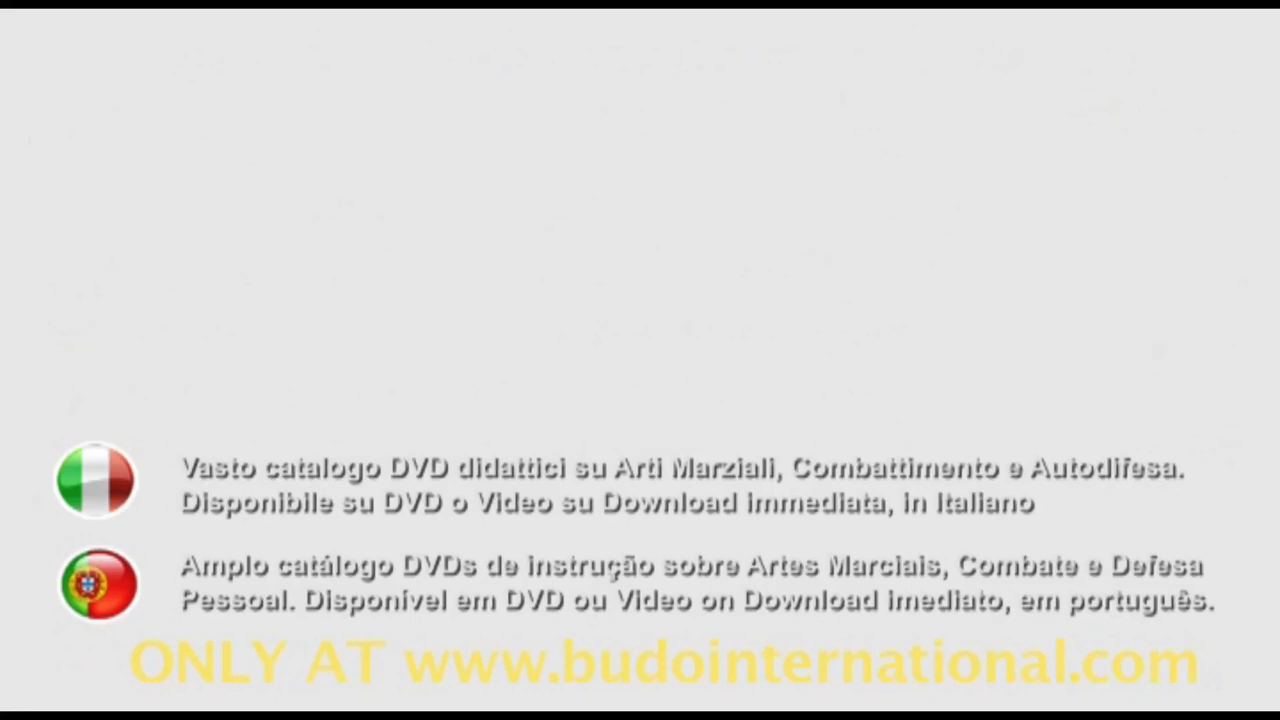 Vasto catalogo DVD didattici su Arti Marziali, Combattimento e Autodifesa.
Disponibile su DVD o Video su Download immediata, in Italiano
Amplo catálogo DVDs de instrução sobre Artes Marciais, Combate e Defesa
Pessoal. Disponível em DVD ou Video on Download imediato, em português.
ONLY AT www.budointernational.com